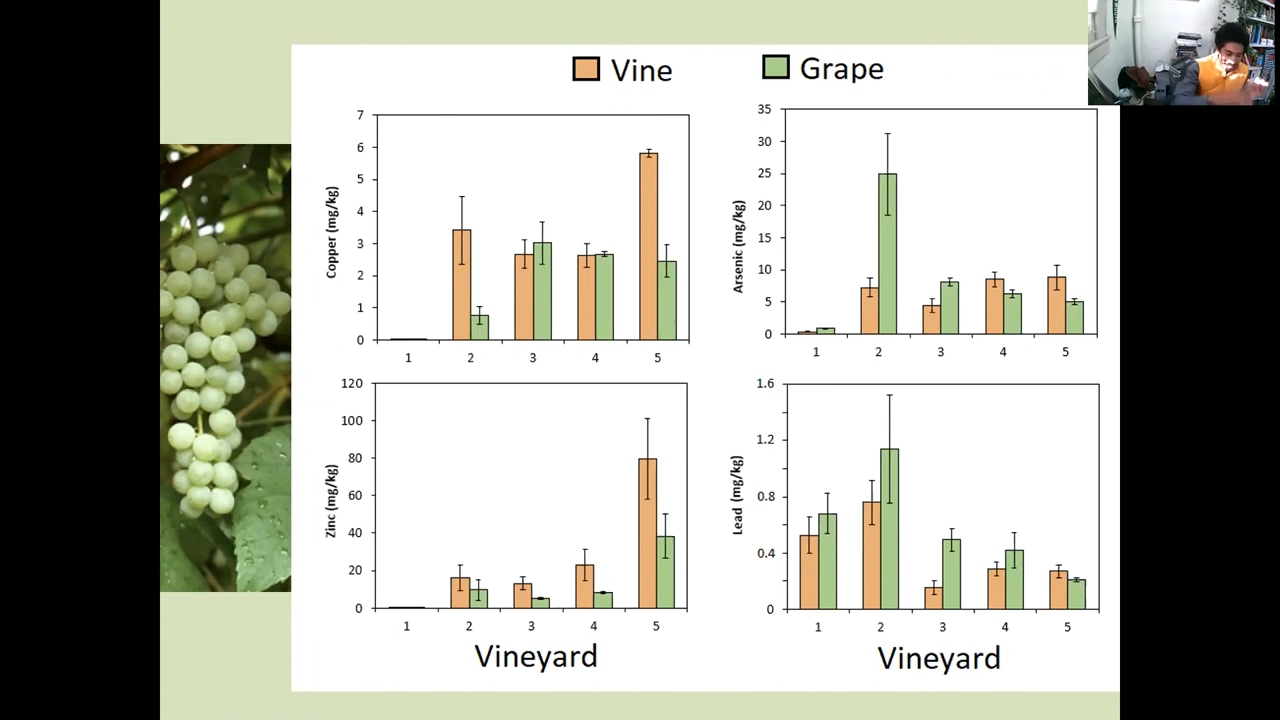 Vine
Grape
7
6
5
4
3
2
1
0
Copper (mg/kg)
1 2 3 4 5
35
30
25
20
15
10
5
0
Arsenic (mg/kg)
1 2 3 4 5
120
100
80
60
40
20
0
Zinc (mg/kg)
1 2 3 4 5
Vineyard
1.6
1.2
0.8
0.4
0
Lead (mg/kg)
1 2 3 4 5
Vineyard